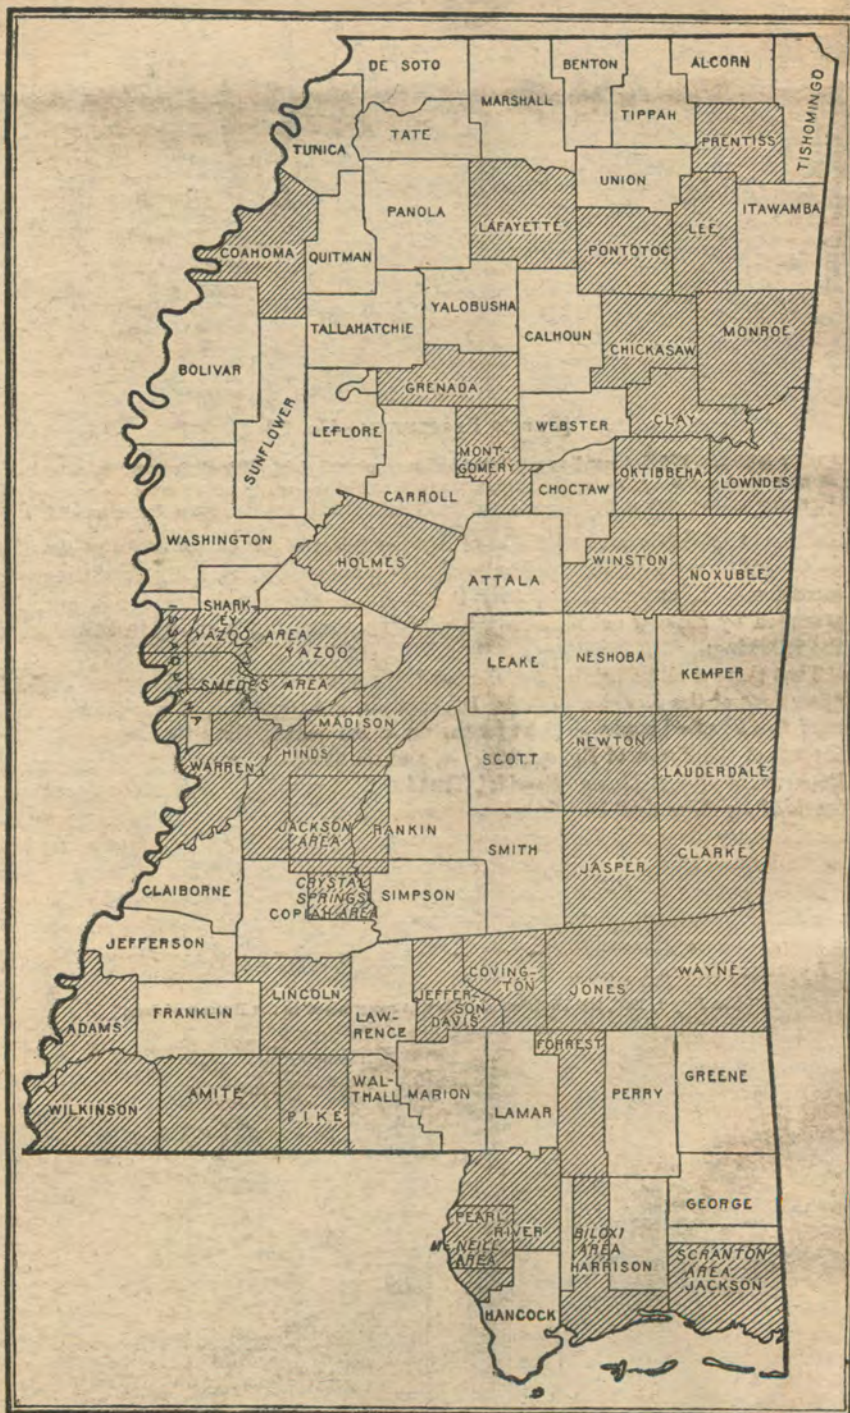 DE SOTO
BENTON
ALCORN
MARSHALL
TIPPAH
TISHOMINGO
TATE
PRENTISS
TUNICA
UNION
PANOLA
ITAWAMBA
LAFAYETTE
LEE
COAHOMA
QUITMAN
PONTOTOC
YALOBUSHA
TALLAHATCHIE
CALHOUN
MONROE
CHICKASAW
BOLIVAR
GRENADA
CLAY
WEBSTER
LEFLORE
SUNFLOWER
MONT-
GOMERY
OKTIBBEHA
LOWNDES
CHOCTAW
CARROLL
WASHINGTON
HOLMES
WINSTON
NOXUBEE
ATTALA
SHAR-
KEY
ISSAQUENA
YAZOO AREA
YAZOO
LEAKE
NESHOBA
KEMPER
SMEDES AREA
MADISON
NEWTON
HINDS
SCOTT
WARREN
LAUDERDALE
JACKSON
AREA
RANKIN
SMITH
CLARKE
JASPER
CLAIBORNE
CRYSTAL
SPRINGS
AREA
COPIAH
SIMPSON
JEFFERSON
COVING-
TON
WAYNE
LINCOLN
JEFFER-
SON
DAVIS
JONES
FRANKLIN
LAW-
RENCE
ADAMS
FORREST
WAL-
THALL
GREENE
AMITE
MARION
PERRY
WILKINSON
PIKE
LAMAR
GEORGE
PEARL
RIVER
MCNEILL
AREA
BILOXI
AREA
HARRISON
SCRANTON
AREA
JACKSON
HANCOCK